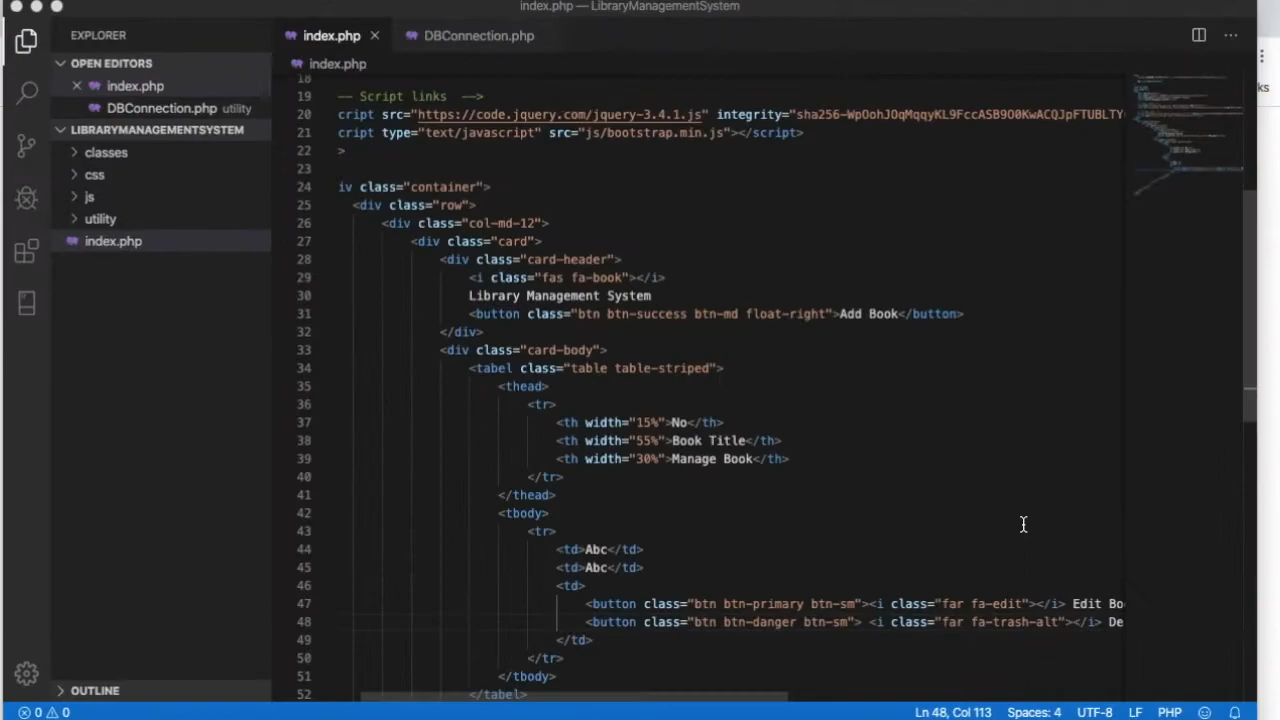 index.php — LibraryManagementSystem
EXPLORER
OPEN EDITORS
index.php
DBConnection.php utility
LIBRARYMANAGEMENTSYSTEM
classes
css
js
utility
index.php
OUTLINE
index.php
DBConnection.php
index.php
18
19 —— Script links -->
20 cript src="https://code.jquery.com/jquery-3.4.1.js" integrity="sha256-WpOohJOqMqqyKL9FccASB9O0KwACQJpFTUBLTY
21 cript type="text/javascript" src="js/bootstrap.min.js"></script>
22 >
23
24 iv class="container">
25 <div class="row">
26 <div class="col-md-12">
27 <div class="card">
28 <div class="card-header">
29 <i class="fas fa-book"></i>
30 Library Management System
31 <button class="btn btn-success btn-md float-right">Add Book</button>
32 </div>
33 <div class="card-body">
34 <tabel class="table table-striped">
35 <thead>
36 <tr>
37 <th width="15%">No</th>
38 <th width="55%">Book Title</th>
39 <th width="30%">Manage Book</th>
40 </tr>
41 </thead>
42 <tbody>
43 <tr>
44 <td>Abc</td>
45 <td>Abc</td>
46 <td>
47 <button class="btn btn-primary btn-sm"><i class="far fa-edit"></i> Edit Bo
48 <button class="btn btn-danger btn-sm"> <i class="far fa-trash-alt"></i> De
49 </td>
50 </tr>
51 </tbody>
52 </tabel>
ks
0 0
Ln 48, Col 113
Spaces: 4
UTF-8
LF
PHP